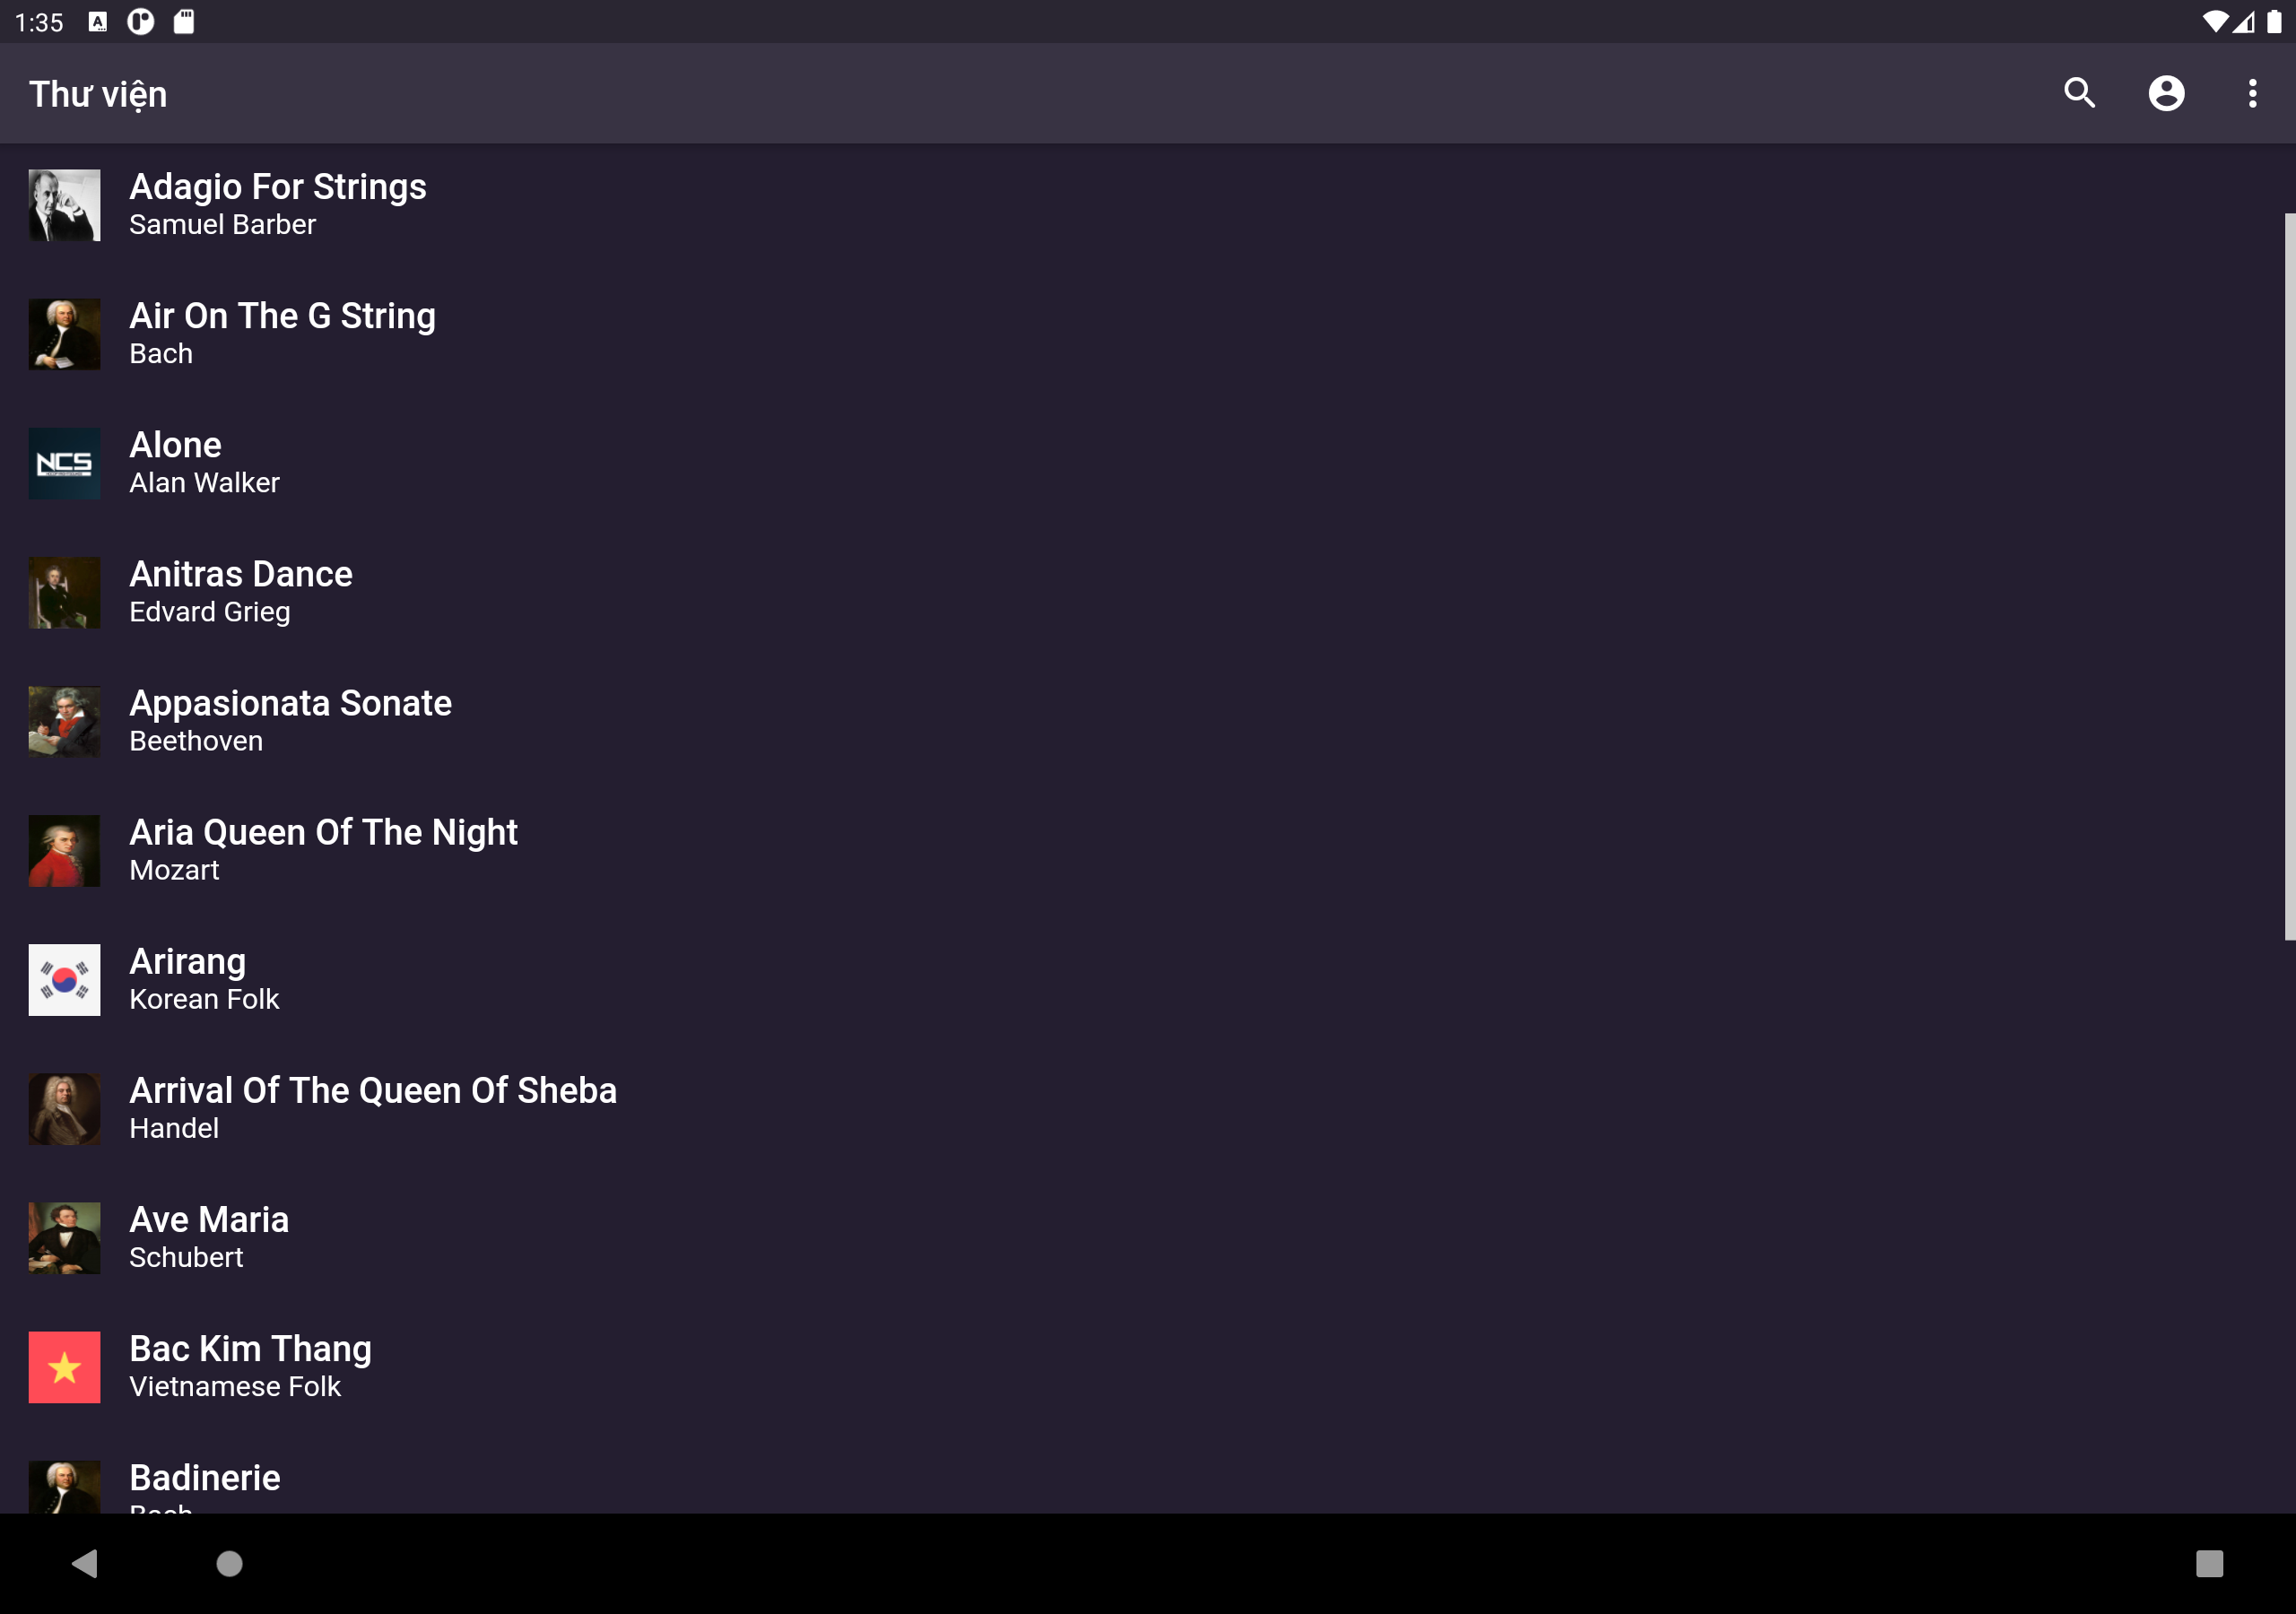 1:35
Thư viện
Adagio For Strings
Samuel Barber
Air On The G String
Bach
NCS
Alone
Alan Walker
Anitras Dance
Edvard Grieg
Appasionata Sonate
Beethoven
Aria Queen Of The Night
Mozart
Arirang
Korean Folk
Arrival Of The Queen Of Sheba
Handel
Ave Maria
Schubert
Bac Kim Thang
Vietnamese Folk
Badinerie
Bach